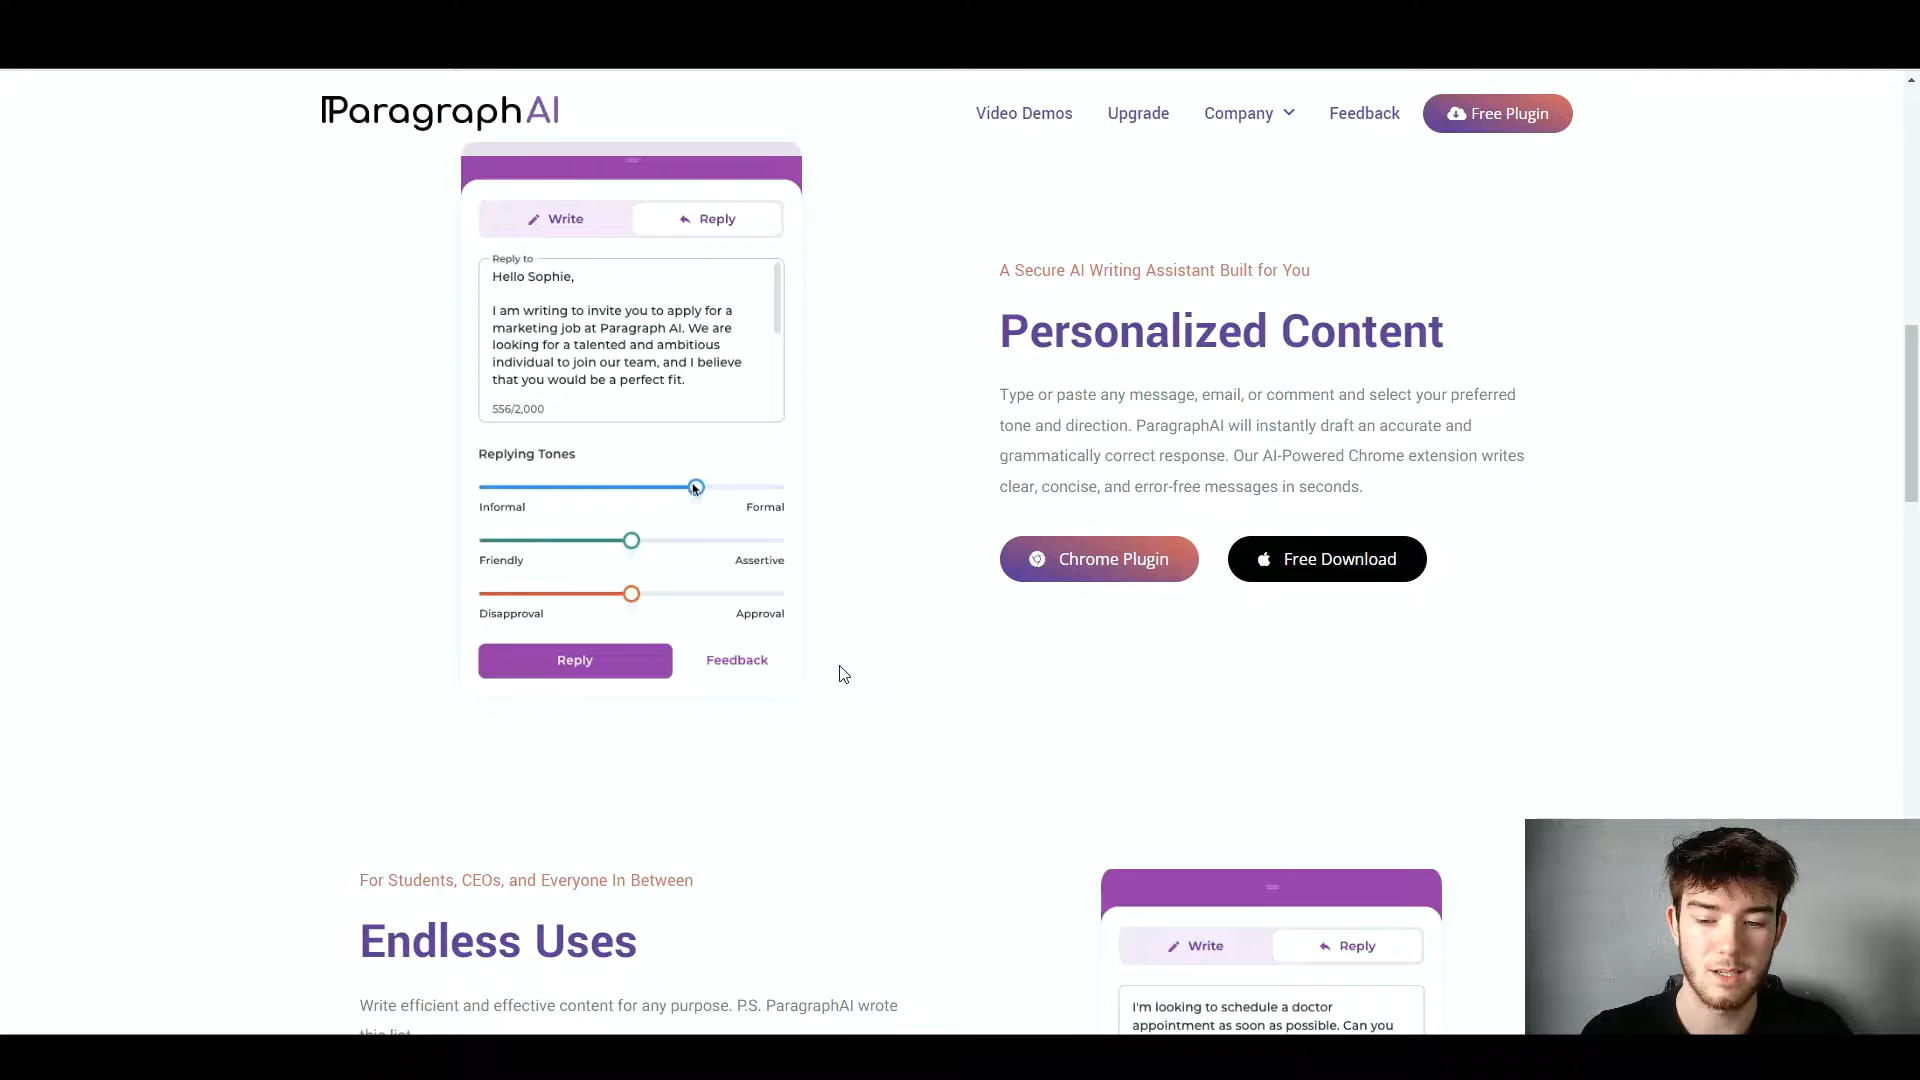 ParagraphAI
Video Demos
Upgrade
Company
Feedback
Free Plugin
Write
Reply
Reply to
Hello Sophie,
I am writing to invite you to apply for a
marketing job at Paragraph AI. We are
looking for a talented and ambitious
individual to join our team, and I believe
that you would be a perfect fit.
556/2,000
Replying Tones
Informal
Formal
Friendly
Assertive
Disapproval
Approval
Reply
Feedback
A Secure AI Writing Assistant Built for You
Personalized Content
Type or paste any message, email, or comment and select your preferred
tone and direction. ParagraphAI will instantly draft an accurate and
grammatically correct response. Our AI-Powered Chrome extension writes
clear, concise, and error-free messages in seconds.
Chrome Plugin
Free Download
For Students, CEOs, and Everyone In Between
Endless Uses
Write efficient and effective content for any purpose. P.S. ParagraphAI wrote
this list
Write
Reply
I'm looking to schedule a doctor
appointment as soon as possible. Can you